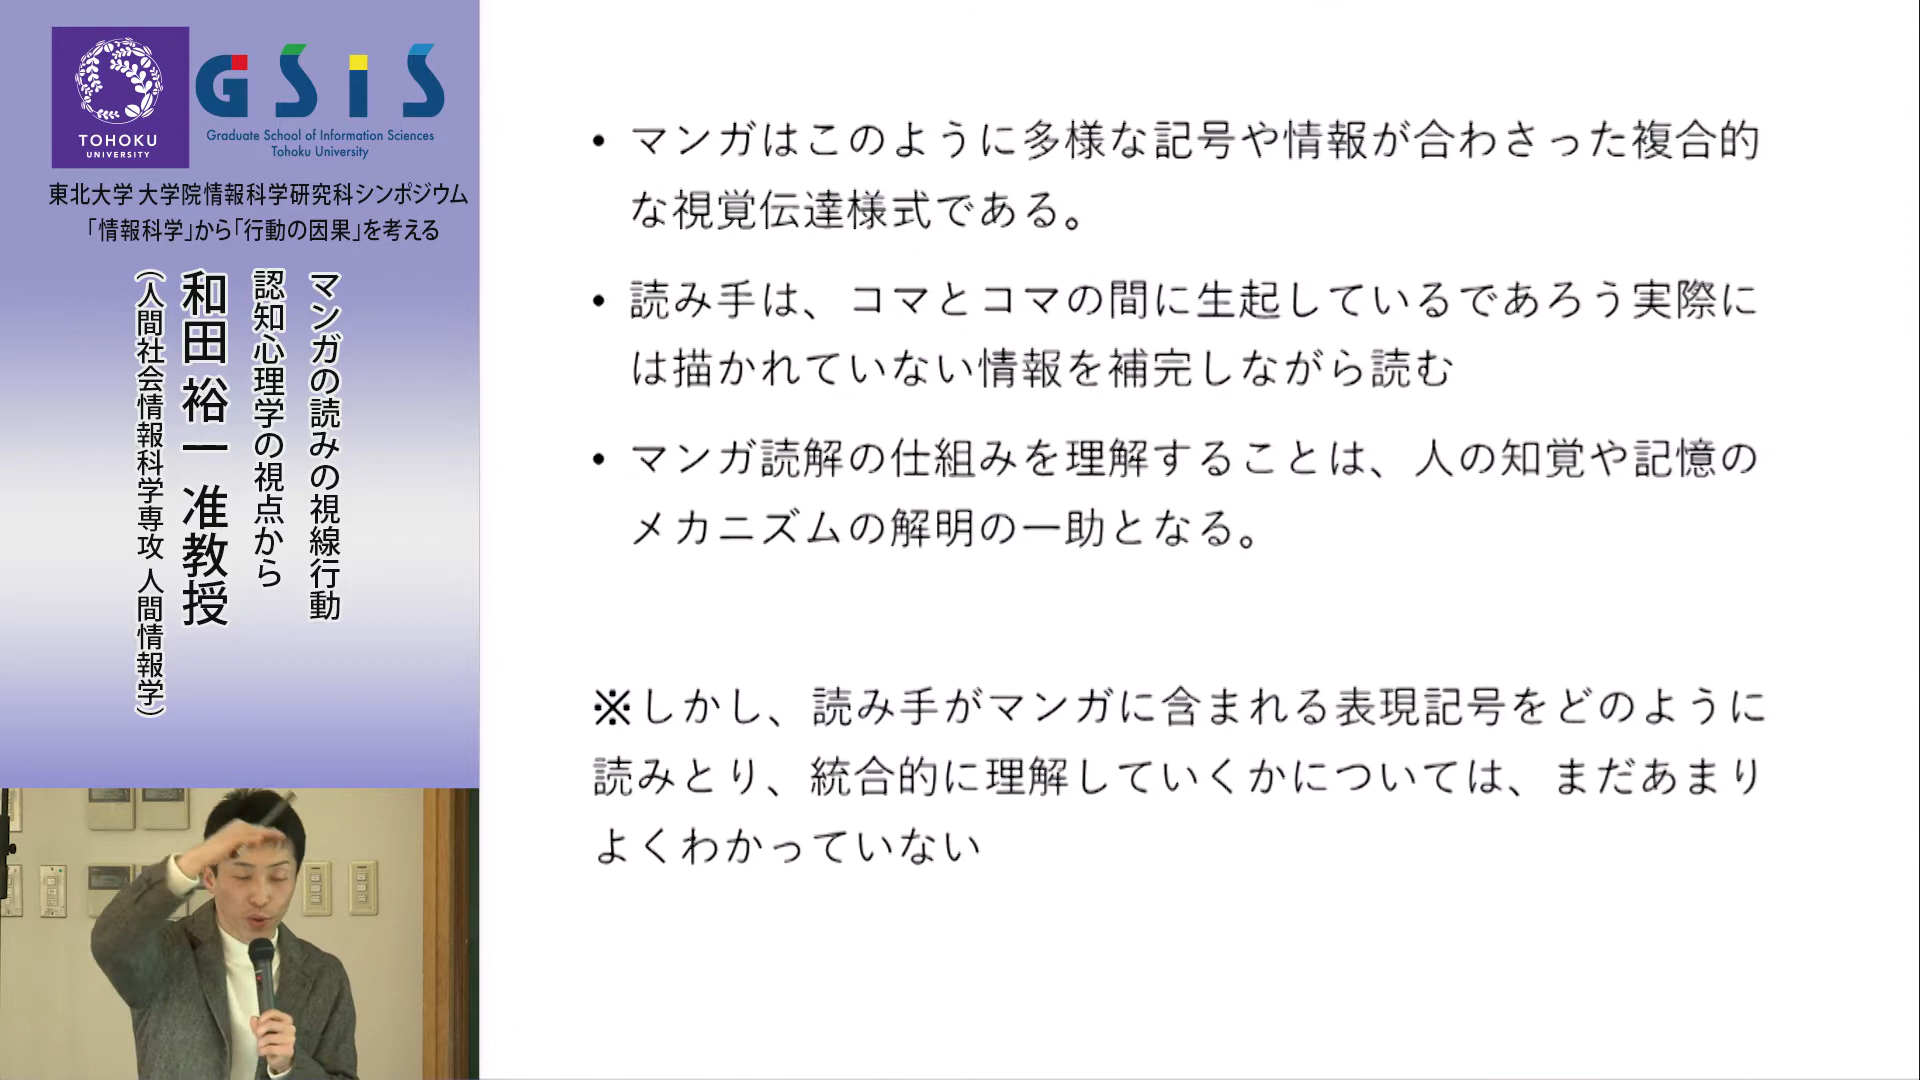 TOHOKU
UNIVERSITY
GSiS
Graduate School of Information Sciences
Tohoku University
東北大学 大学院情報科学研究科シンポジウム
「情報科学」から「行動の因果」を考える
マンガの読みの視線行動
認知心理学の視点から
和田 裕一 准教授
（人間社会情報科学専攻 人間情報学）
• マンガはこのように多様な記号や情報が合わさった複合的
な視覚伝達様式である。
• 読み手は、コマとコマの間に生起しているであろう実際に
は描かれていない情報を補完しながら読む
• マンガ読解の仕組みを理解することは、人の知覚や記憶の
メカニズムの解明の一助となる。
※しかし、読み手がマンガに含まれる表現記号をどのように
読みとり、統合的に理解していくかについては、まだあまり
よくわかっていない